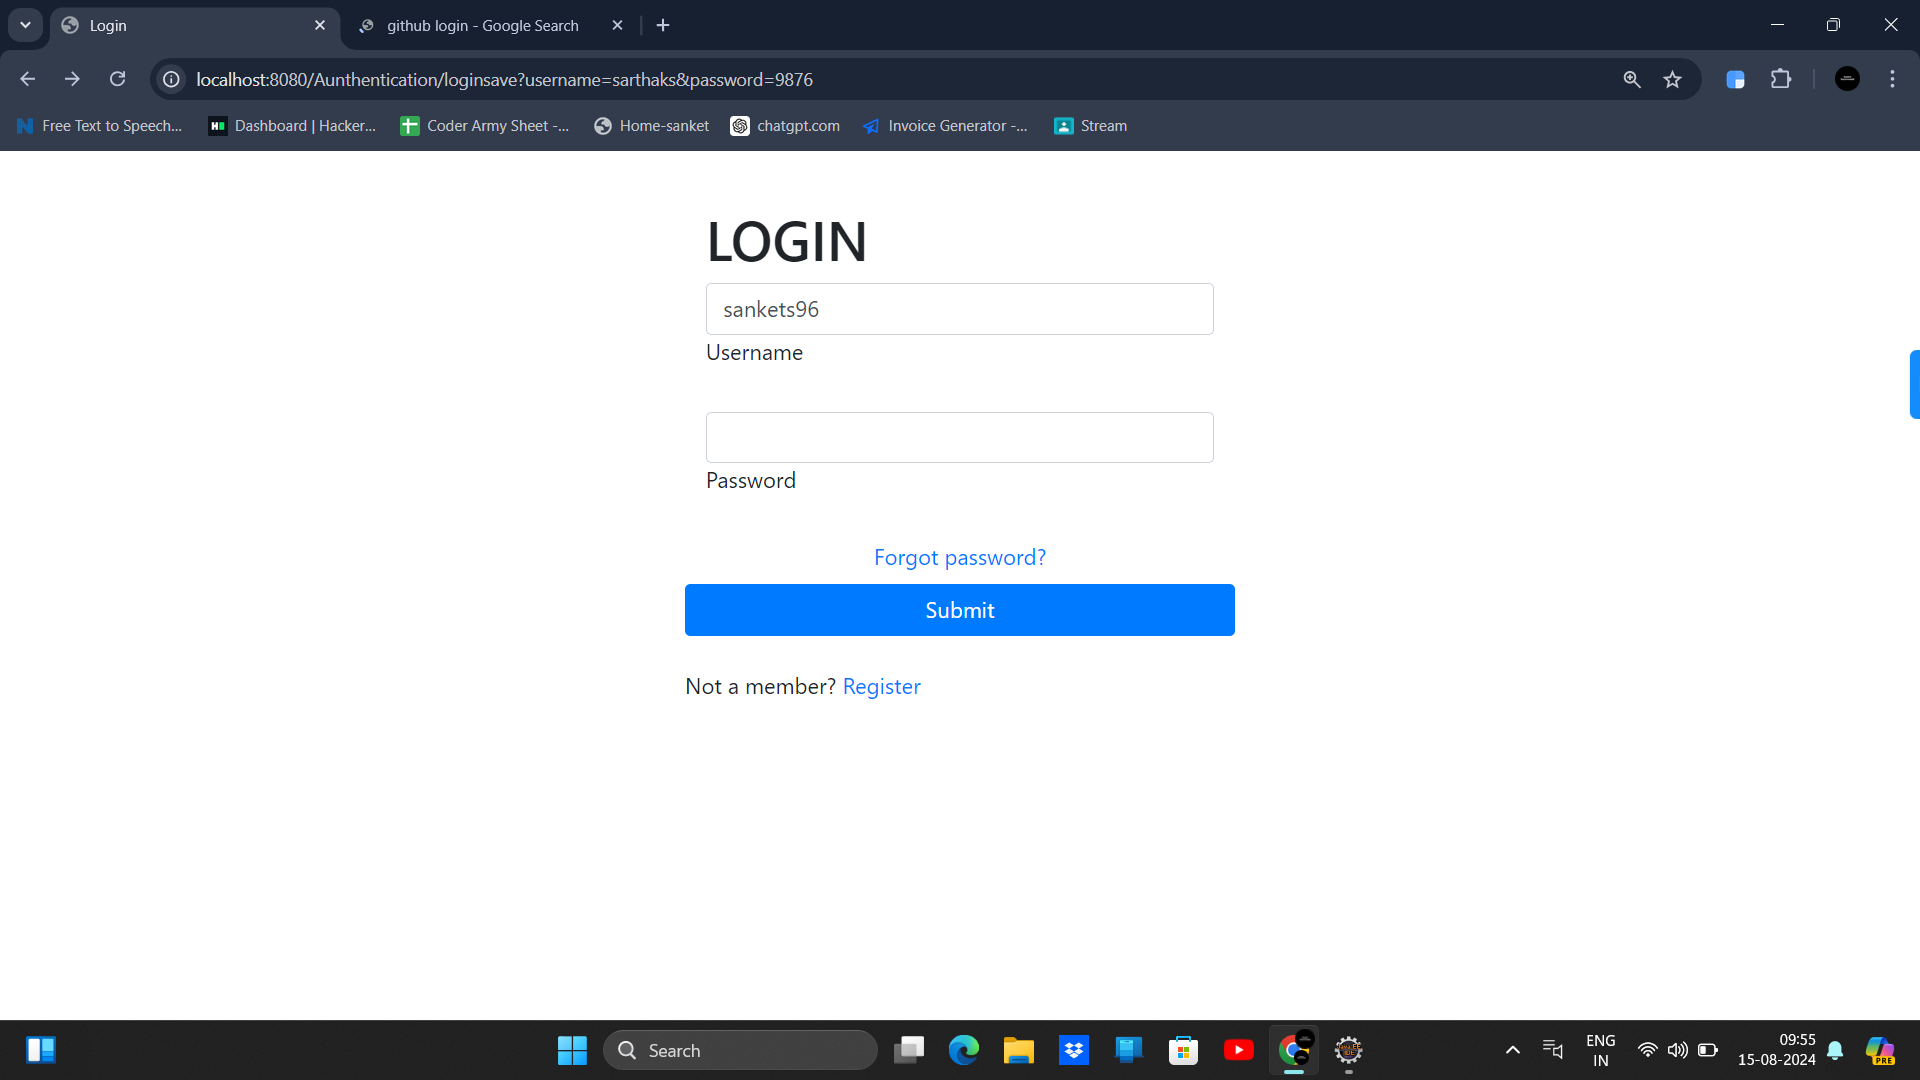 Login
github login - Google Search
localhost:8080/Aunthentication/loginsave?username=sarthaks&password=9876
Free Text to Speech...
Dashboard | Hacker...
Coder Army Sheet -...
Home-sanket
chatgpt.com
Invoice Generator -...
Stream
LOGIN
sankets96
Username
Password
Forgot password?
Submit
Not a member? Register
Search
ENG
IN
09:55
15-08-2024
PRE